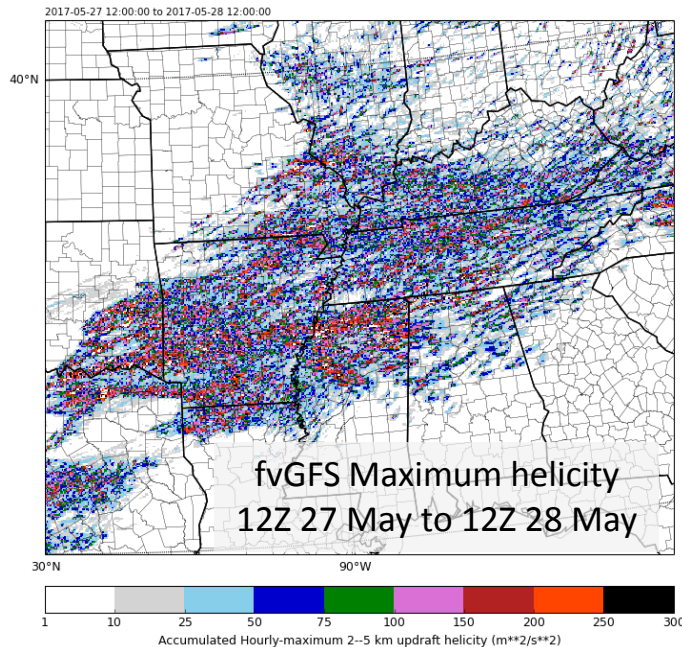 2017-05-27 12:00:00 to 2017-05-28 12:00:00
40°N
fvGFS Maximum helicity
12Z 27 May to 12Z 28 May
30°N 90°W
1 10 25 50 75 100 150 200 250 300
Accumulated Hourly-maximum 2--5 km updraft helicity (m**2/s**2)